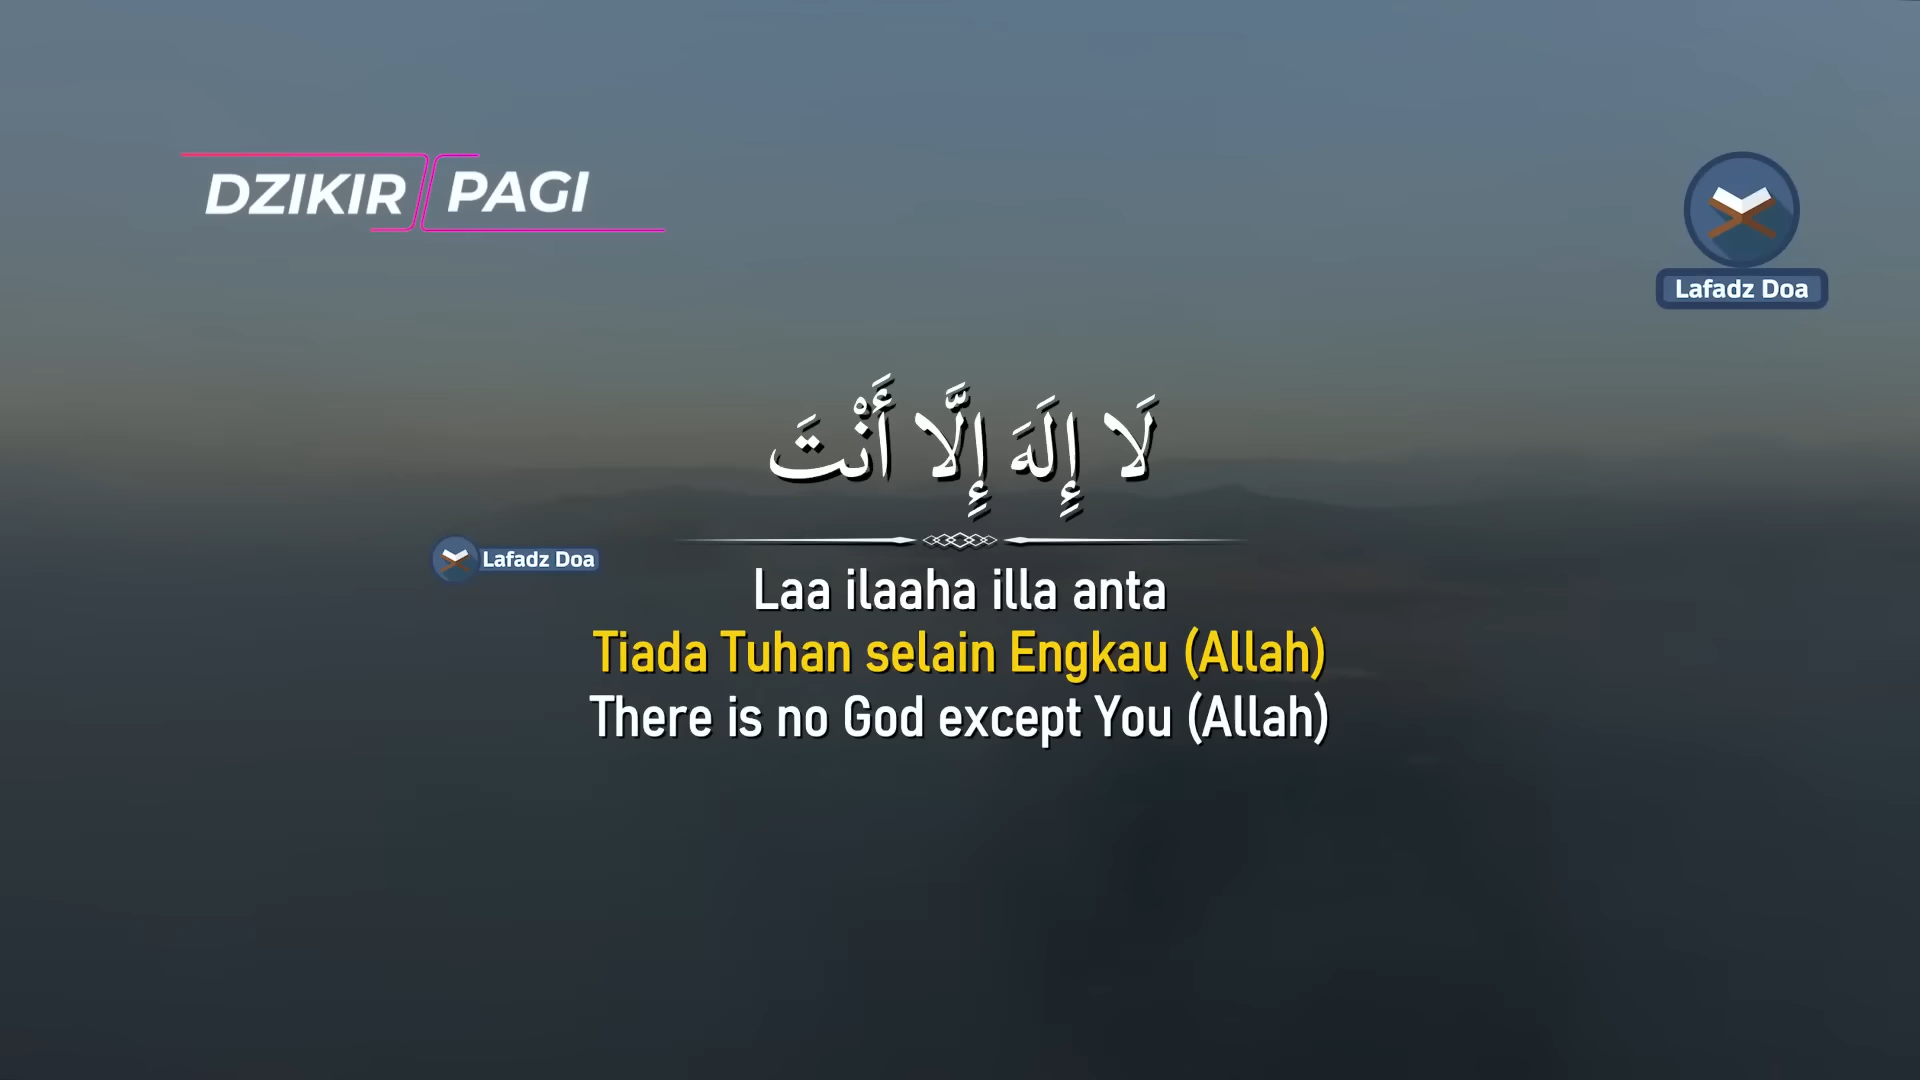 DZIKIR PAGI
Lafadz Doa
لَا إِلَهَ إِلَّا أَنْتَ
Lafadz Doa
Laa ilaaha illa anta
Tiada Tuhan selain Engkau (Allah)
There is no God except You (Allah)